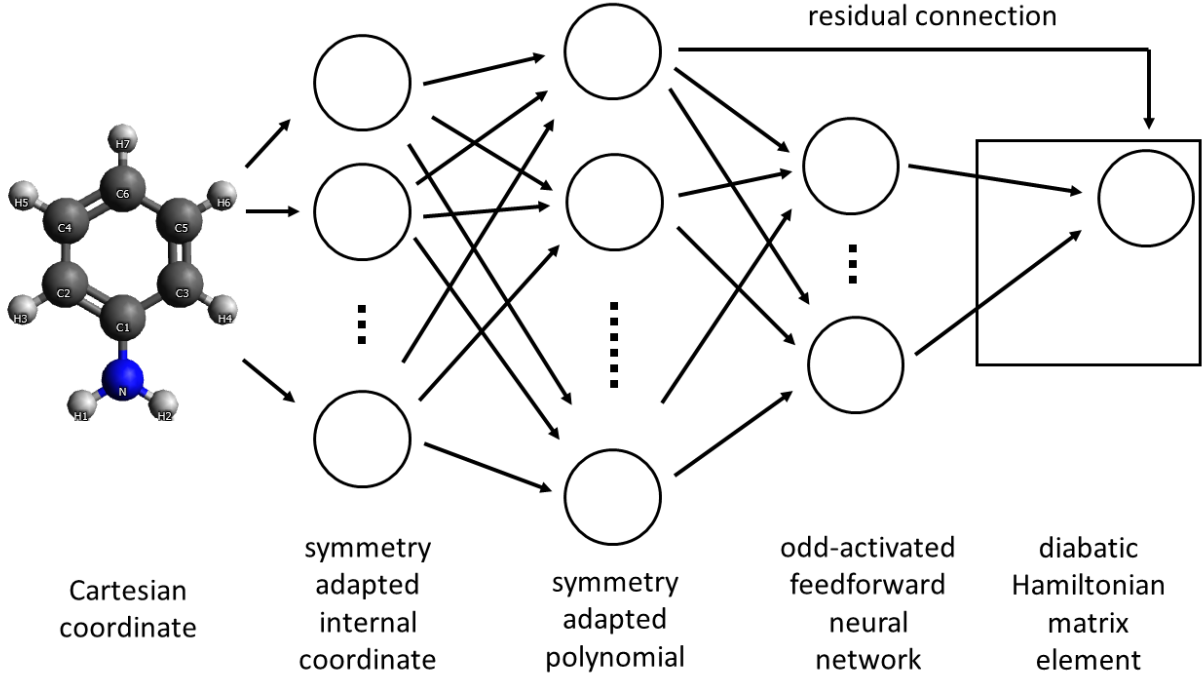 residual connection
H7
C6
H5
H6
C4
C5
C2
C3
H3
H4
C1
N
H1
H2
Cartesian
coordinate
symmetry
adapted
internal
coordinate
symmetry
adapted
polynomial
odd-activated
feedforward
neural
network
diabatic
Hamiltonian
matrix
element